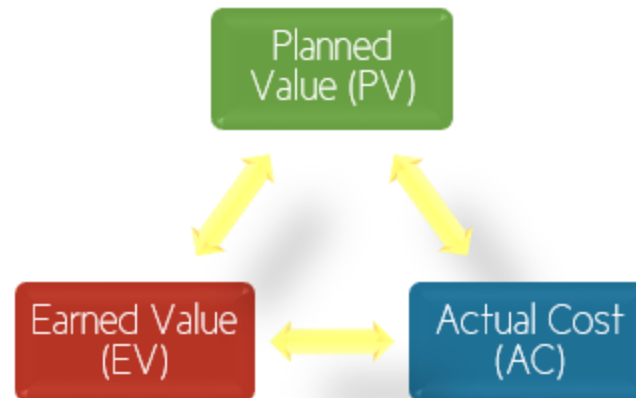 Planned
Value (PV)
Earned Value
(EV)
Actual Cost
(AC)